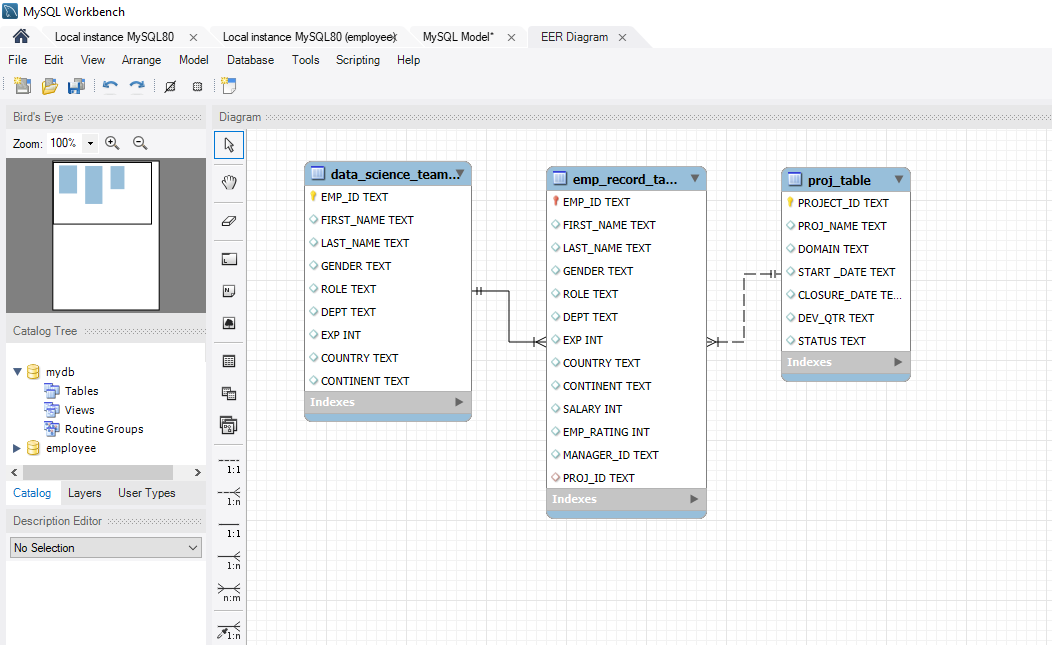 MySQL Workbench
Local instance MySQL80
Local instance MySQL80 (employee)
MySQL Model*
EER Diagram
File Edit View Arrange Model Database Tools Scripting Help
Bird's Eye
Zoom: 100%
Catalog Tree
mydb
Tables
Views
Routine Groups
employee
Catalog Layers User Types
Description Editor
No Selection
Diagram
1:1
1:n
1:1
1:n
n:m
1:n
data_science_team...
EMP_ID TEXT
FIRST_NAME TEXT
LAST_NAME TEXT
GENDER TEXT
ROLE TEXT
DEPT TEXT
EXP INT
COUNTRY TEXT
CONTINENT TEXT
Indexes
emp_record_ta...
EMP_ID TEXT
FIRST_NAME TEXT
LAST_NAME TEXT
GENDER TEXT
ROLE TEXT
DEPT TEXT
EXP INT
COUNTRY TEXT
CONTINENT TEXT
SALARY INT
EMP_RATING INT
MANAGER_ID TEXT
PROJ_ID TEXT
Indexes
proj_table
PROJECT_ID TEXT
PROJ_NAME TEXT
DOMAIN TEXT
START _DATE TEXT
CLOSURE_DATE TE...
DEV_QTR TEXT
STATUS TEXT
Indexes